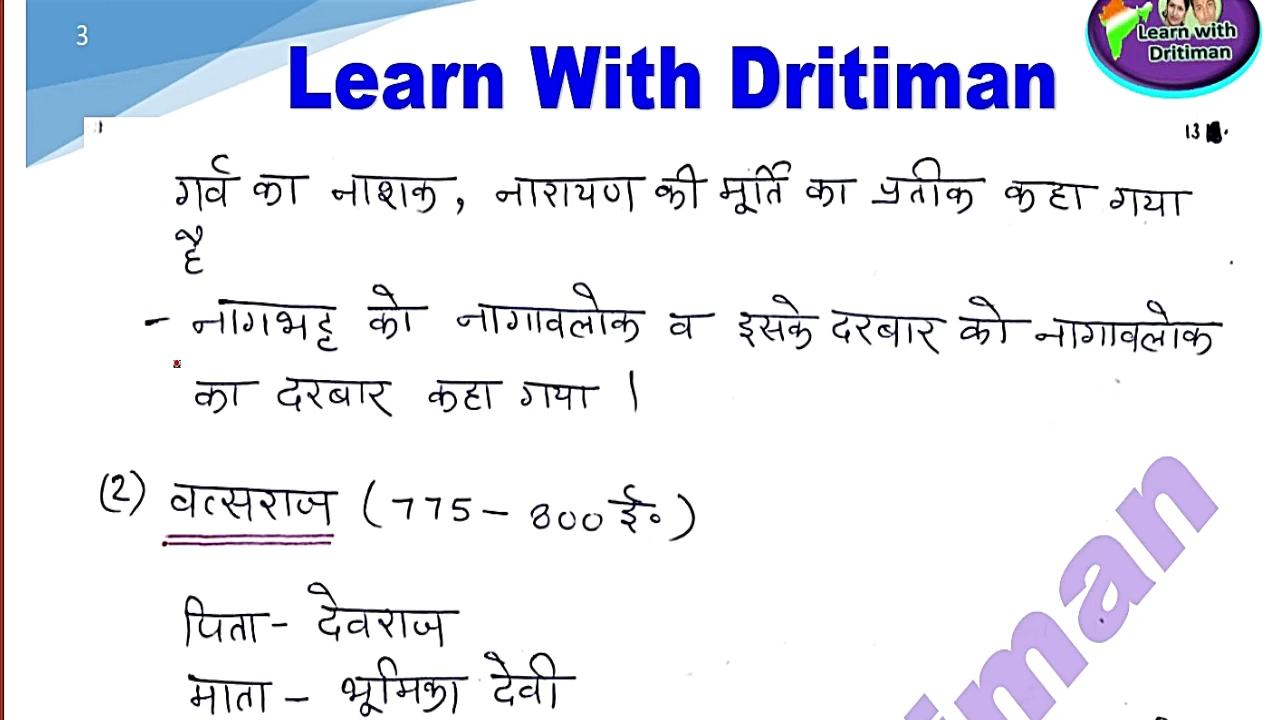 3
Learn With Dritiman
Learn with
Dritiman
13
गर्व का नाशक, नारायण की मूर्ति का प्रतीक कहा गया
है
- नागभट्ट को नागावलोक व इसके दरबार को नागावलोक
का दरबार कहा गया ।
(2) वत्सराज (775 - 800 ई॰)
पिता - देवराज
माता - भूमिका देवी
iman